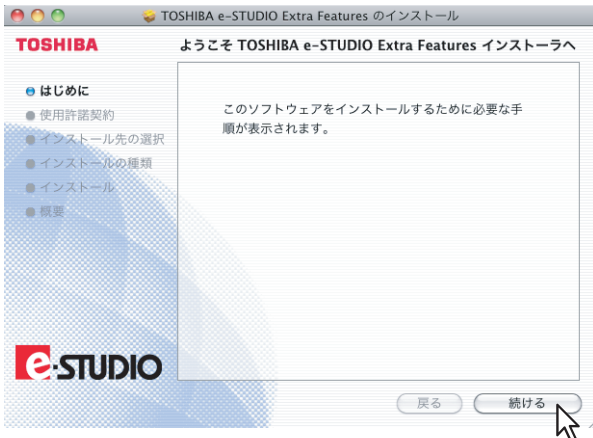 TOSHIBA e-STUDIO Extra Features のインストール
TOSHIBA
ようこそ TOSHIBA e-STUDIO Extra Features インストーラへ
はじめに
使用許諾契約
インストール先の選択
インストールの種類
インストール
概要
このソフトウェアをインストールするために必要な手
順が表示されます。
e-STUDIO
戻る
続ける